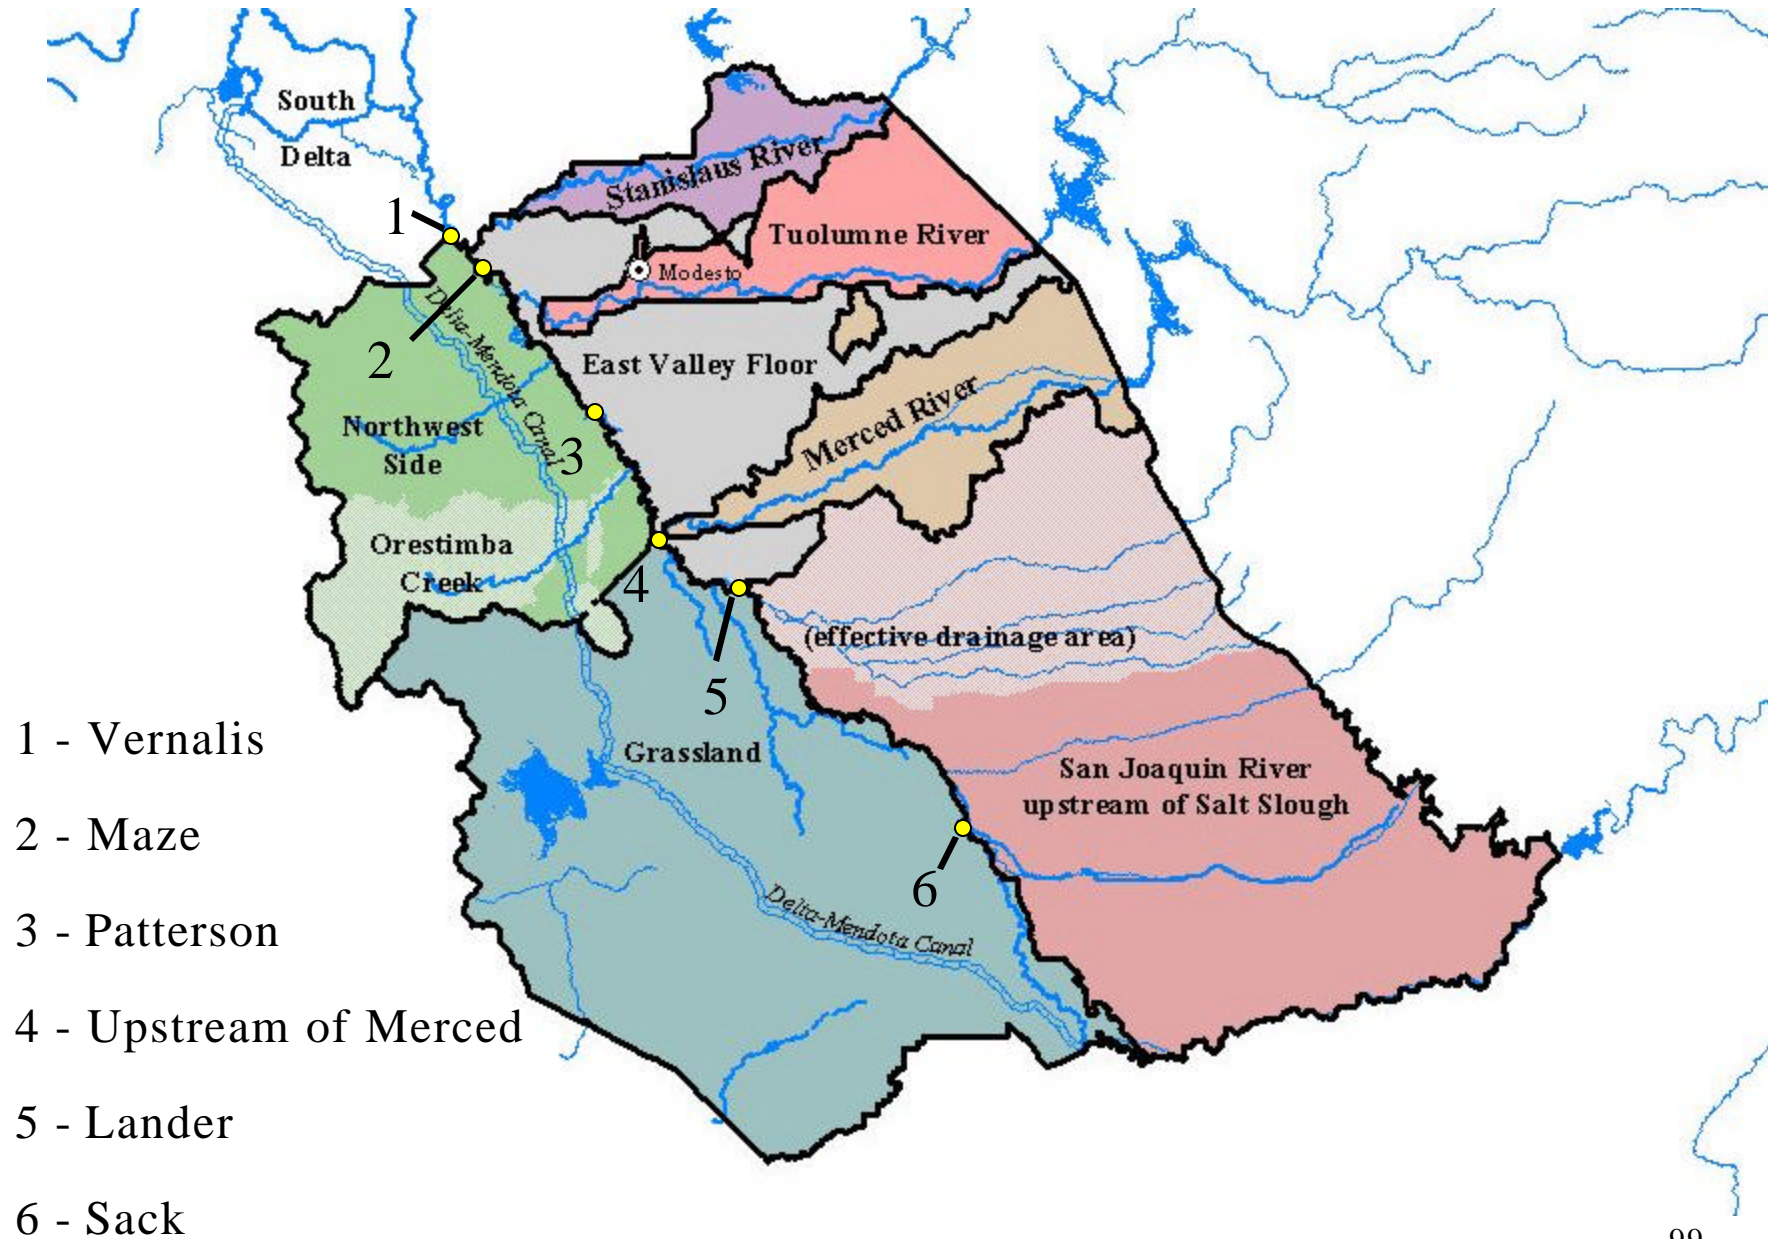 South
Delta
Stanislaus River
1
Tuolumne River
Modesto
Delta-Mendota Canal
2
East Valley Floor
Merced River
Northwest
Side
3
Orestimba
Creek
4
(effective drainage area)
5
Grassland
San Joaquin River
upstream of Salt Slough
6
Delta-Mendota Canal
1 - Vernalis
2 - Maze
3 - Patterson
4 - Upstream of Merced
5 - Lander
6 - Sack